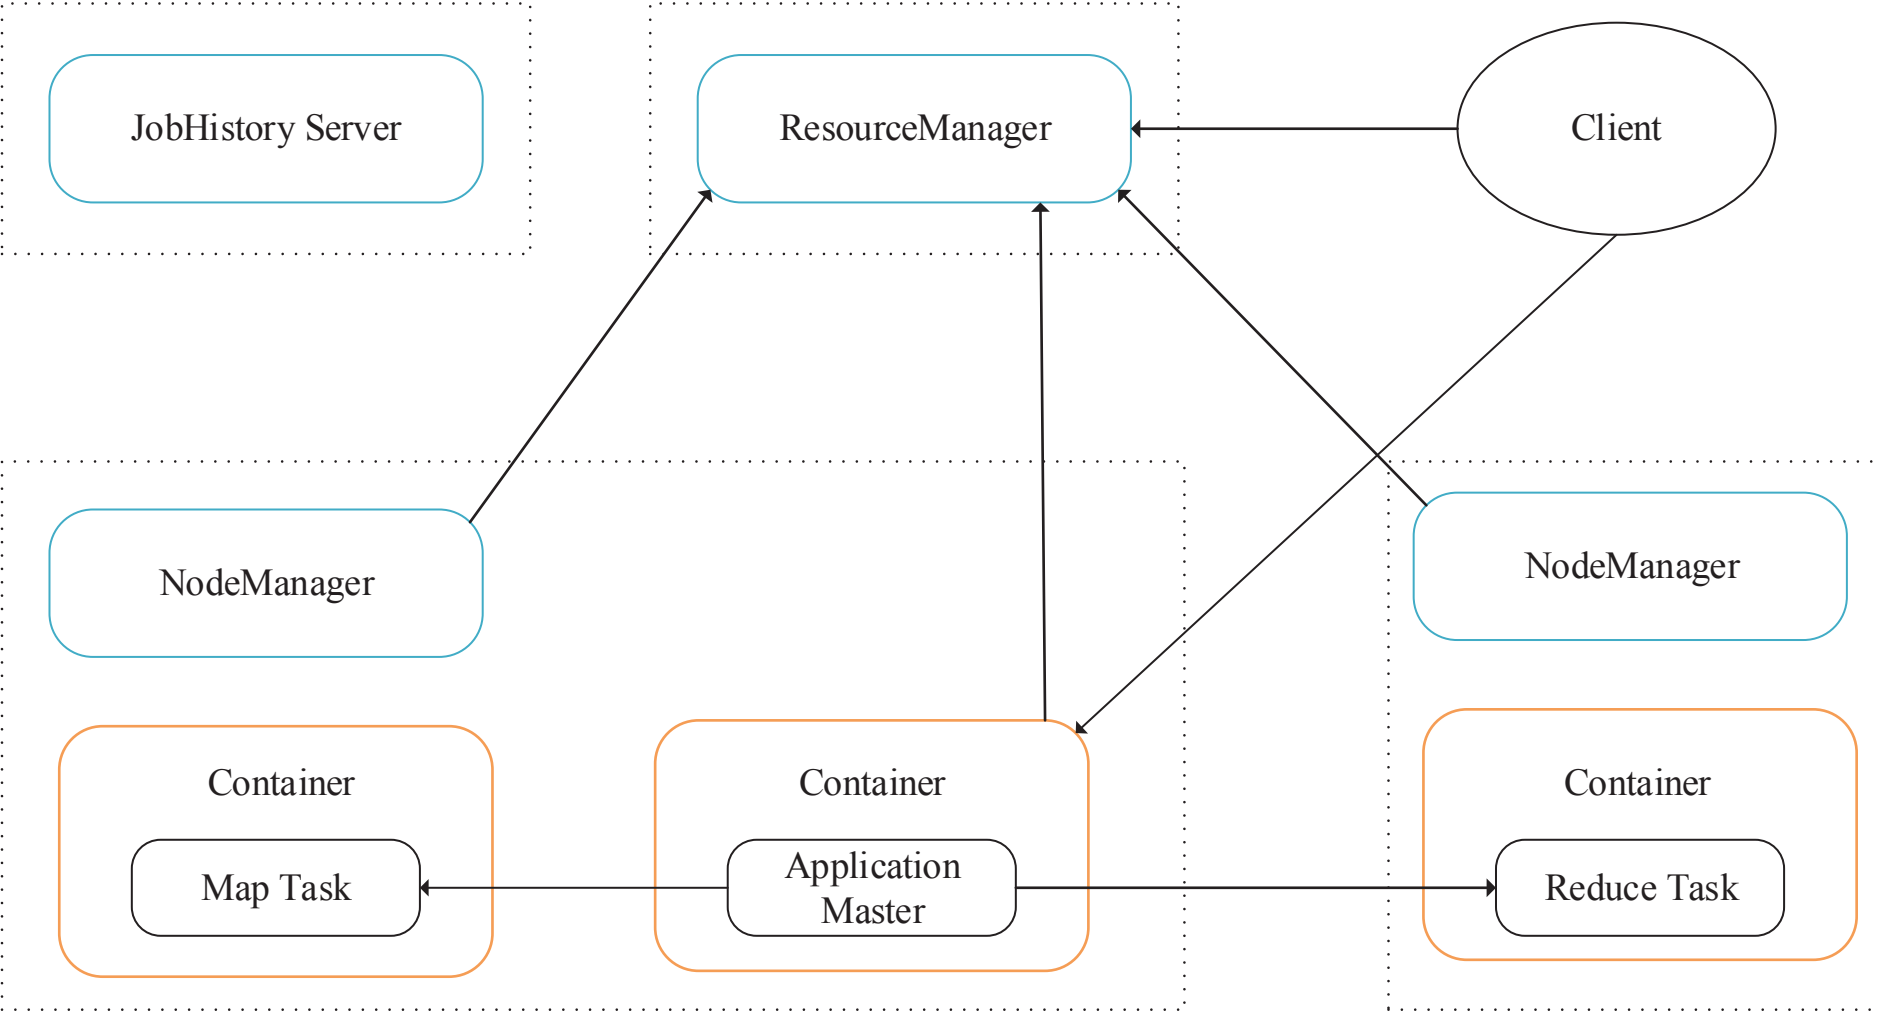 JobHistory Server
ResourceManager
Client
NodeManager
NodeManager
Container
Container
Container
Map Task
Application
Master
Reduce Task